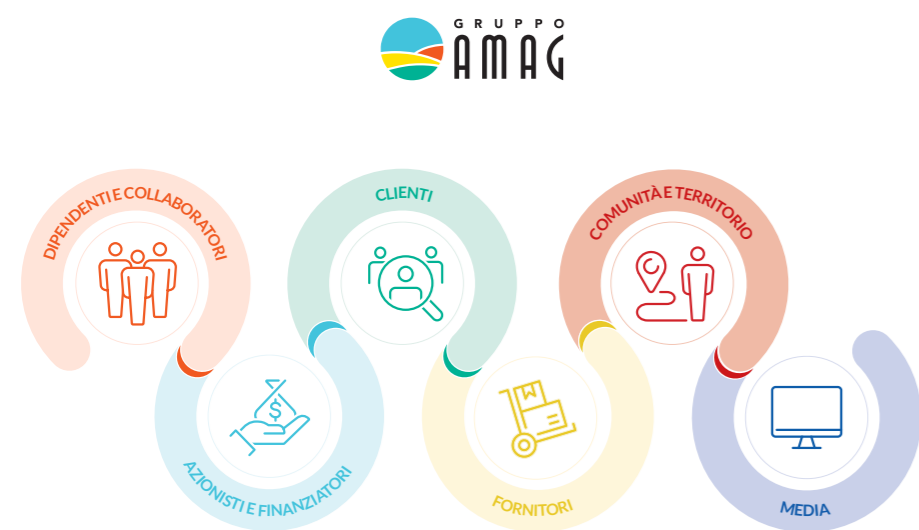 GRUPPO
AMAG
DIPENDENTI E COLLABORATORI
CLIENTI
COMUNITÀ E TERRITORIO
$
AZIONISTI E FINANZIATORI
FORNITORI
MEDIA